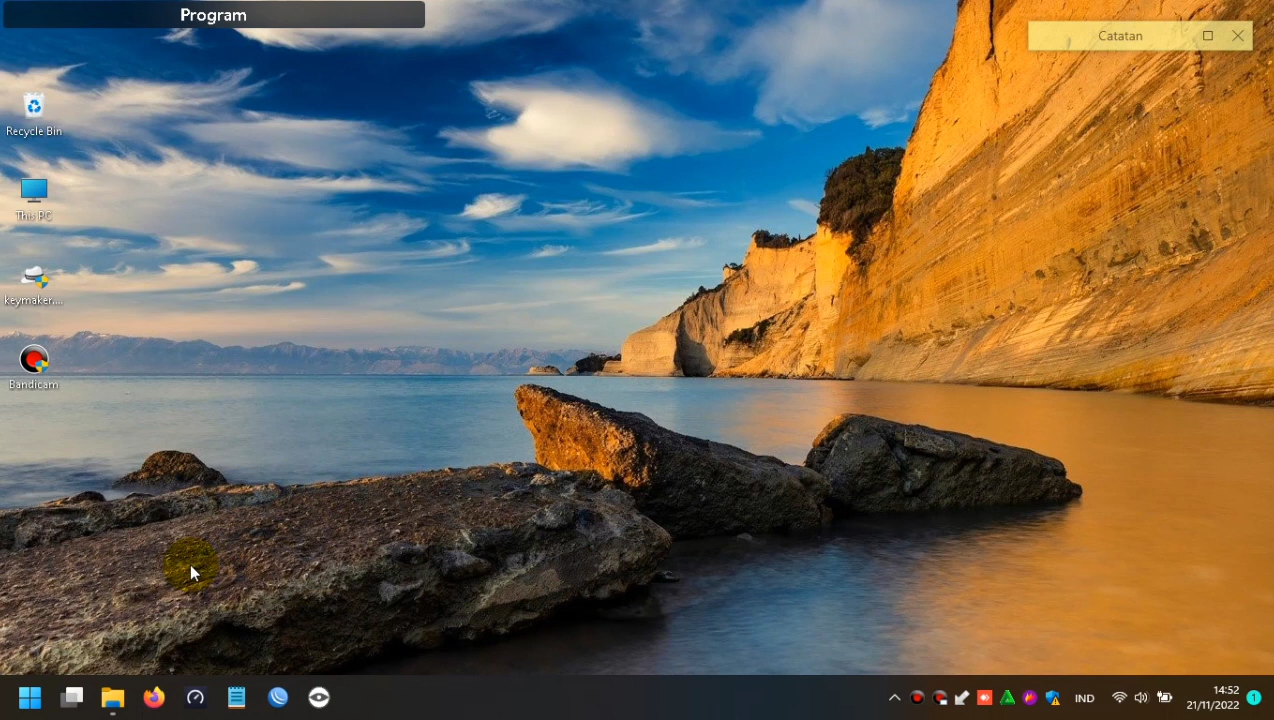 Program
Catatan
Recycle Bin
This PC
keymaker....
Bandicam
IND
14:52
21/11/2022
1